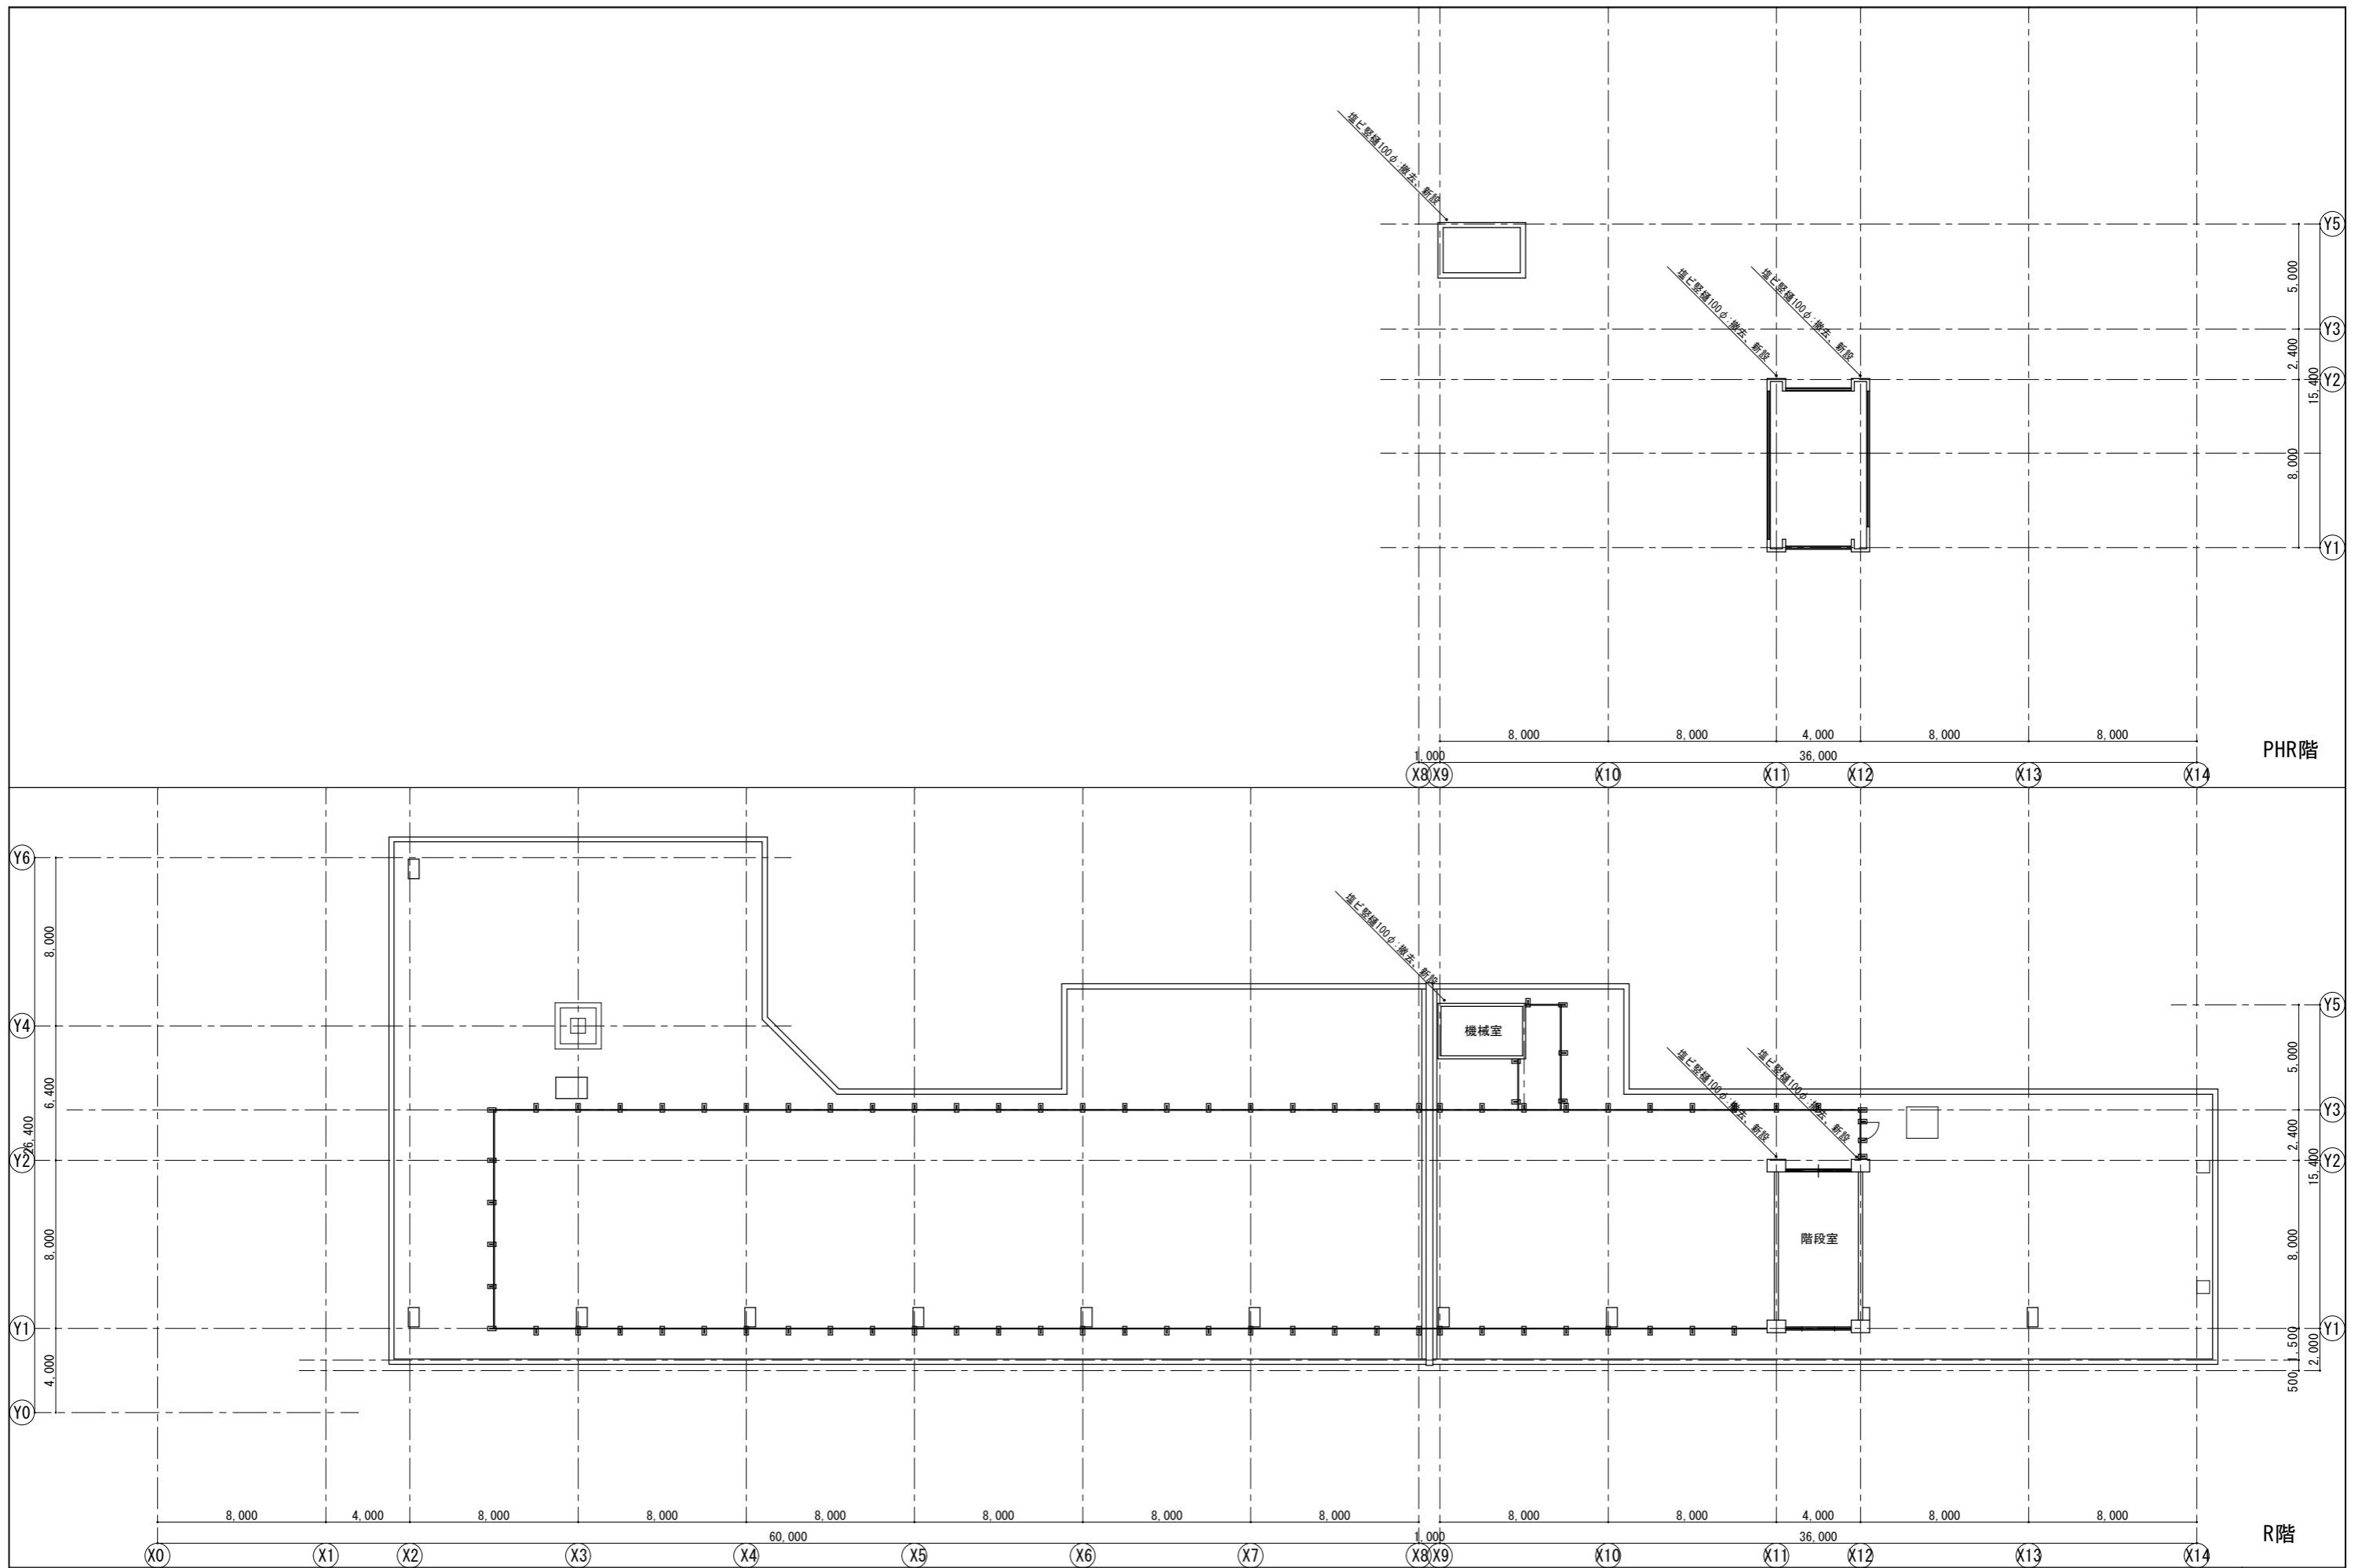 塩ビ竪樋100φ:撤去、新設
塩ビ竪樋100φ:撤去、新設
塩ビ竪樋100φ:撤去、新設
Y5
5,000
Y3
2,400
Y2
15,400
8,000
Y1
8,000
8,000
4,000
8,000
8,000
1,000
36,000
PHR階
X8
X9
X10
X11
X12
X13
X14
Y6
8,000
Y4
6,400
26,400
Y2
8,000
Y1
4,000
Y0
塩ビ竪樋100φ:撤去、新設
機械室
塩ビ竪樋100φ:撤去、新設
塩ビ竪樋100φ:撤去、新設
階段室
Y5
5,000
Y3
2,400
Y2
15,400
8,000
Y1
1,500
2,000
500
8,000
4,000
8,000
8,000
8,000
8,000
8,000
8,000
8,000
8,000
4,000
8,000
8,000
60,000
1,000
36,000
R階
X0
X1
X2
X3
X4
X5
X6
X7
X8
X9
X10
X11
X12
X13
X14